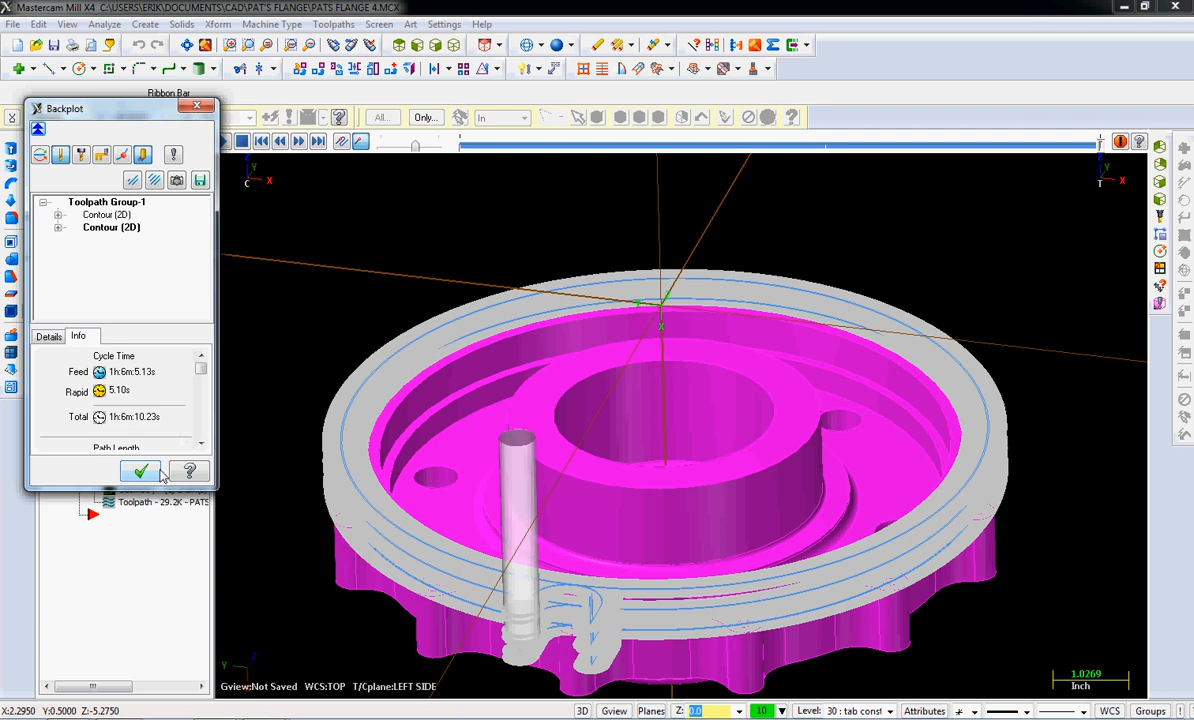 Mastercam Mill X4 C:\USERS\ERIK\DOCUMENTS\CAD\PAT'S FLANGE\PATS FLANGE 4.MCX
File Edit View Analyze Create Solids Xform Machine Type Toolpaths Screen Art Settings Help
Ribbon Bar
Backplot
All... Only... In
Z Y X C
Z Y X T
Toolpath Group-1
Contour (2D)
Contour (2D)
Details Info
Cycle Time
Feed 1h:6m:5.13s
Rapid 5.10s
Total 1h:6m:10.23s
Path Length
Toolpath - 29.2K - PATS
X
Y Z
Gview:Not Saved WCS:TOP T/Cplane:LEFT SIDE
1.0269
Inch
X:2.2950 Y:0.5000 Z:-5.2750
3D Gview Planes Z: 0.0 10 Level: 30 : tab const Attributes WCS Groups